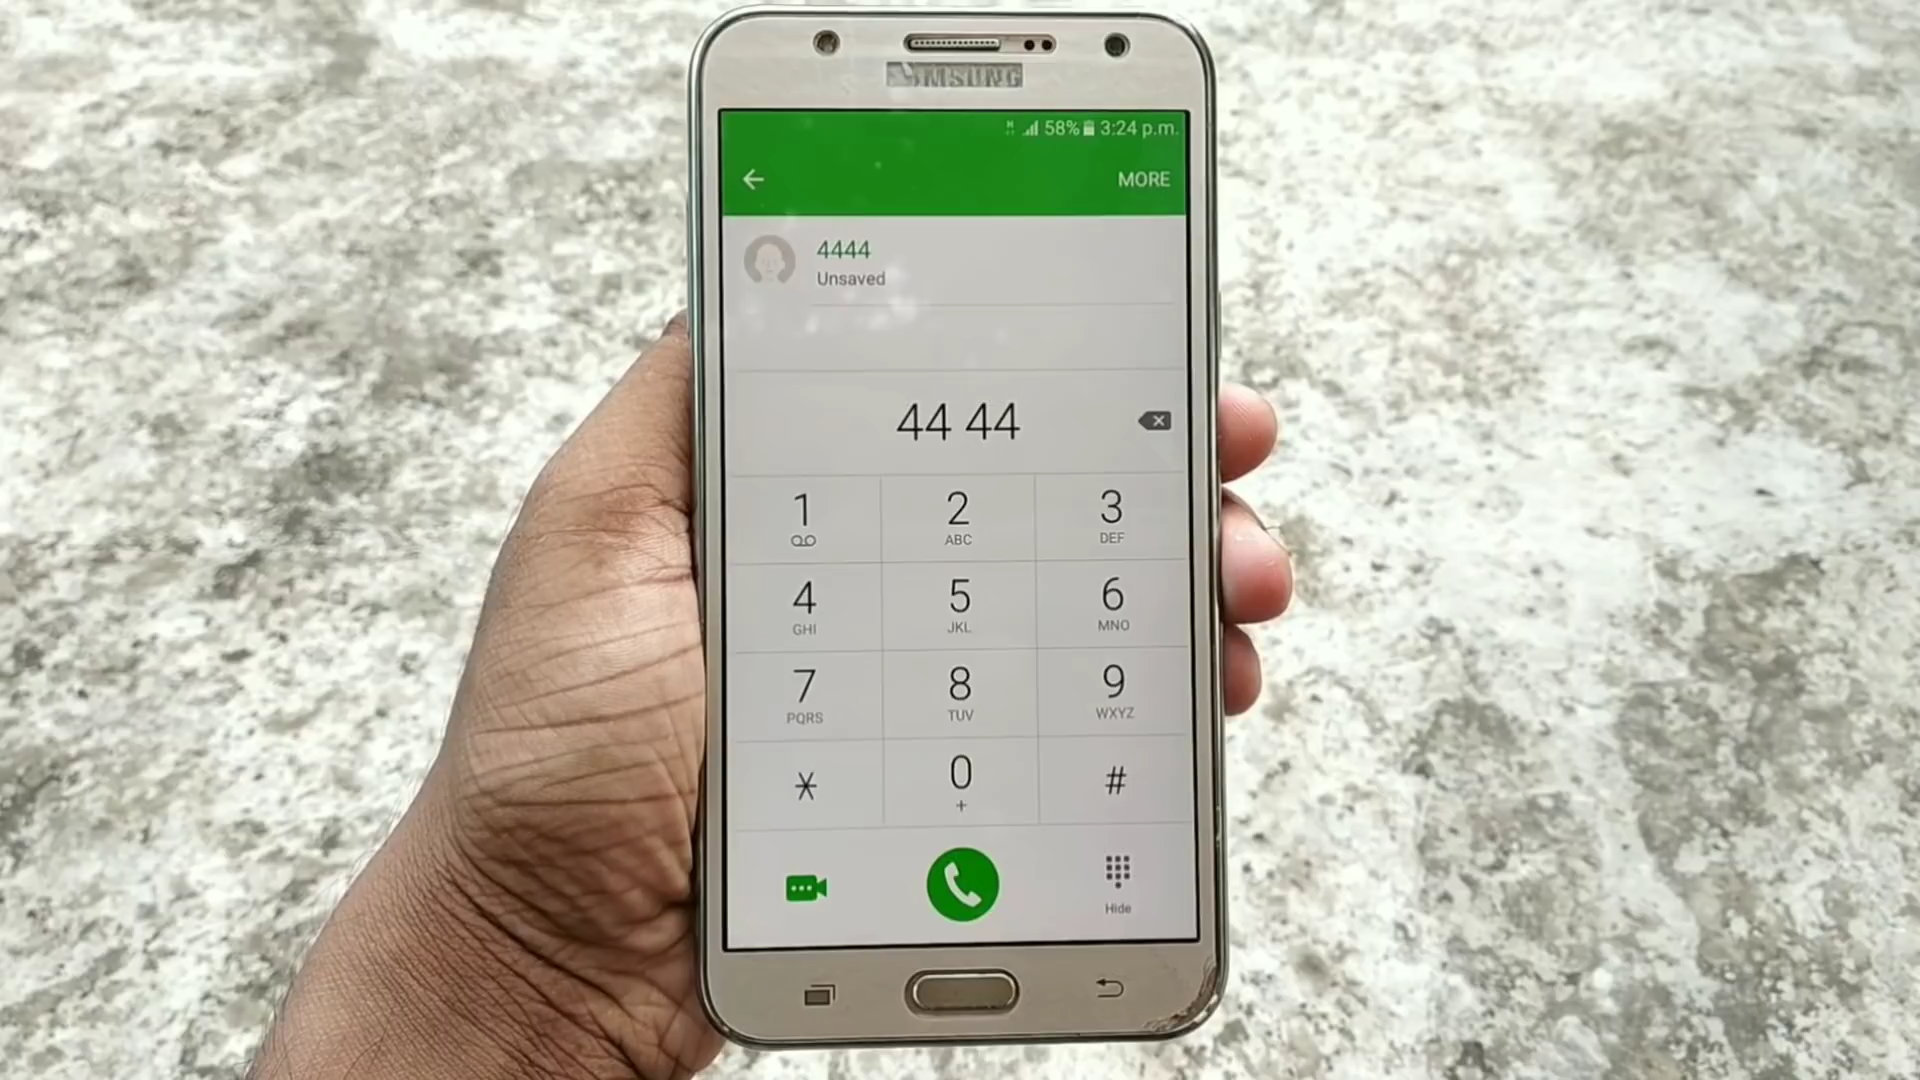 SAMSUNG
58% 3:24 p.m.
MORE
4444
Unsaved
44 44
1 2 3
ABC DEF
4 5 6
GHI JKL MNO
7 8 9
PQRS TUV WXYZ
* 0 #
+
Hide